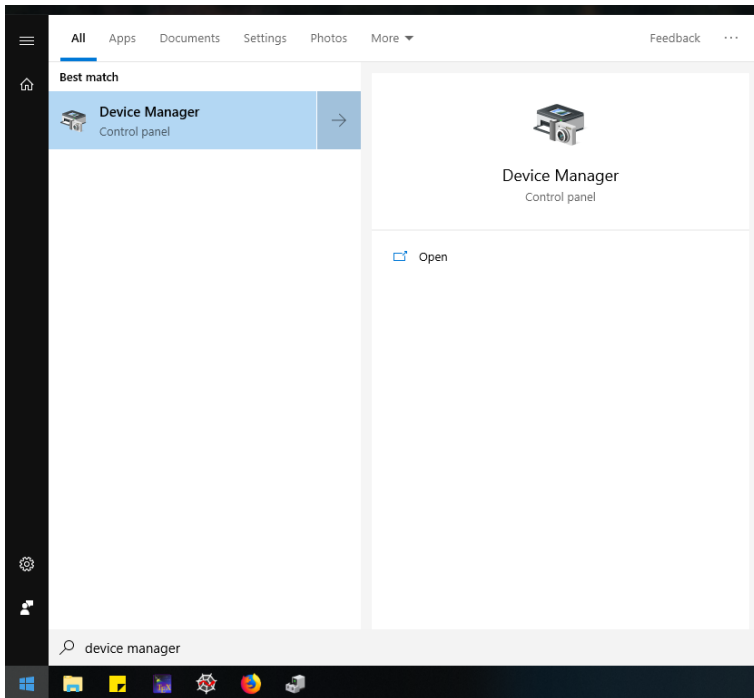 All Apps Documents Settings Photos More Feedback ...
Best match
Device Manager
Control panel
Device Manager
Control panel
Open
device manager